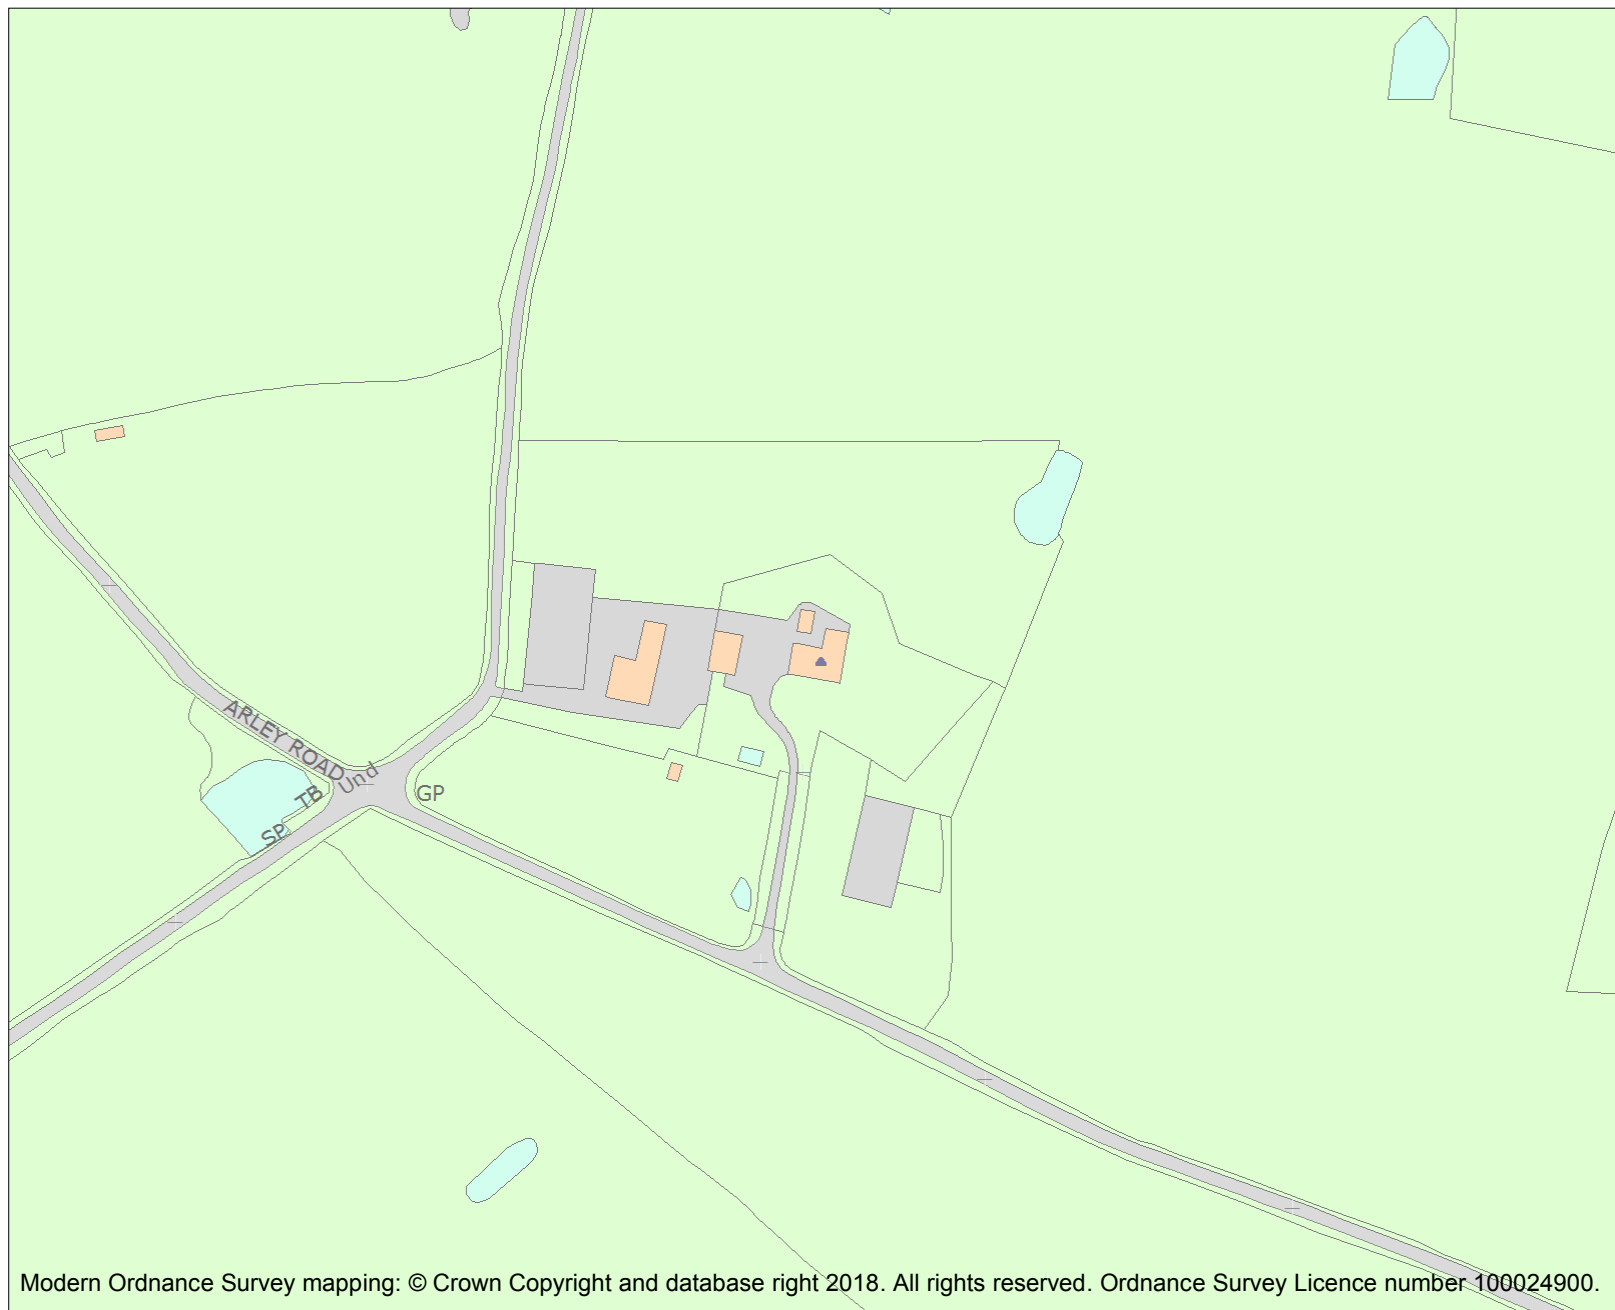 ARLEY ROAD
Und
TB
GP
SP
Modern Ordnance Survey mapping: © Crown Copyright and database right 2018. All rights reserved. Ordnance Survey Licence number 100024900.